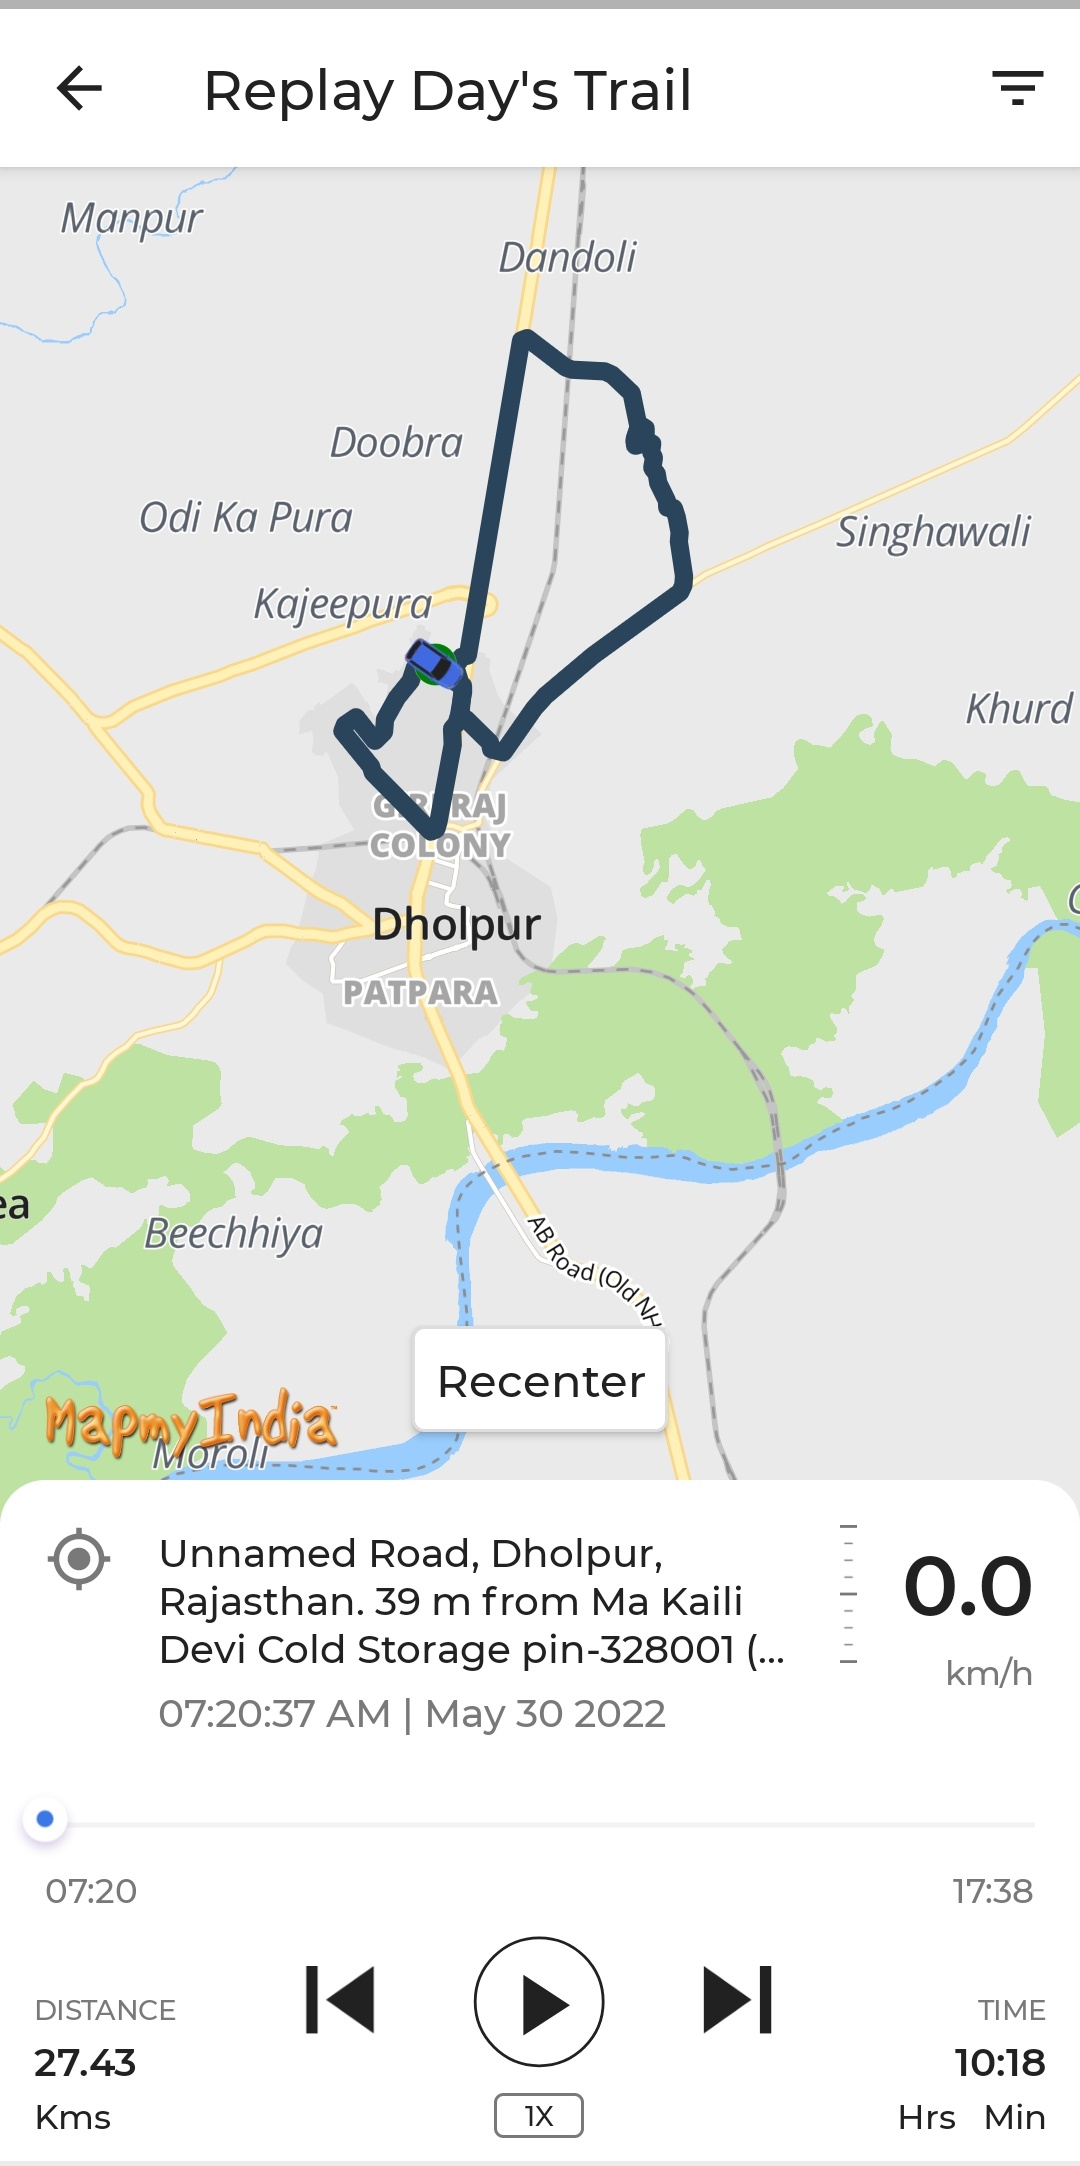 Replay Day's Trail
Manpur
Dandoli
Doobra
Odi Ka Pura
Singhawali
Kajeepura
Khurd
COLONY
Dholpur
PATPARA
ea
Beechhiya
AB Road (Old NH
Recenter
MapmyIndia
Moroli
Unnamed Road, Dholpur,
Rajasthan. 39 m from Ma Kaili
Devi Cold Storage pin-328001 (...
0.0
km/h
07:20:37 AM | May 30 2022
07:20
17:38
DISTANCE
TIME
27.43
10:18
Kms
1X
Hrs Min